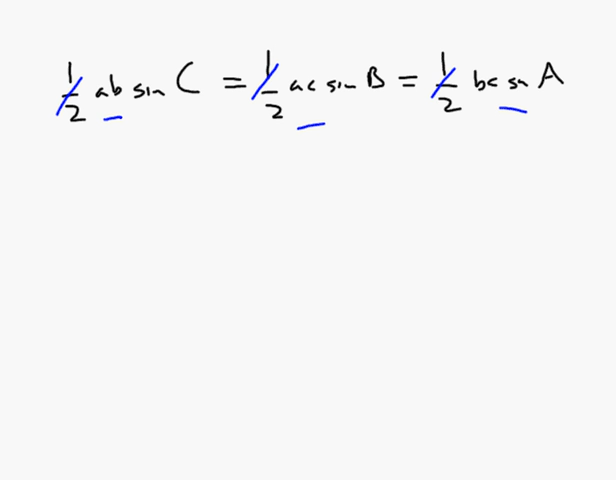 1/2 ab sin C = 1/2 ac sin B = 1/2 bc sin A